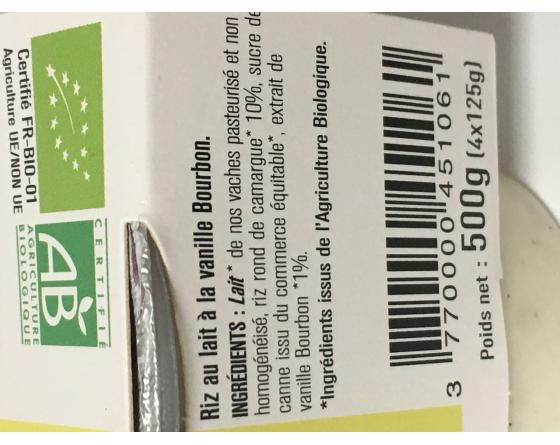 Riz au lait à la vanille Bourbon.
INGRÉDIENTS : Lait* de nos vaches pasteurisé et non
homogénéisé, riz rond de camargue* 10%, sucre de
canne issu du commerce équitable*, extrait de
vanille Bourbon *1%.
*Ingrédients issus de l'Agriculture Biologique.
3 770000 451061
Poids net : 500g (4x125g)
Certifié FR-BIO-01
Agriculture UE/NON UE
CERTIFIÉ
AB
AGRICULTURE
BIOLOGIQUE